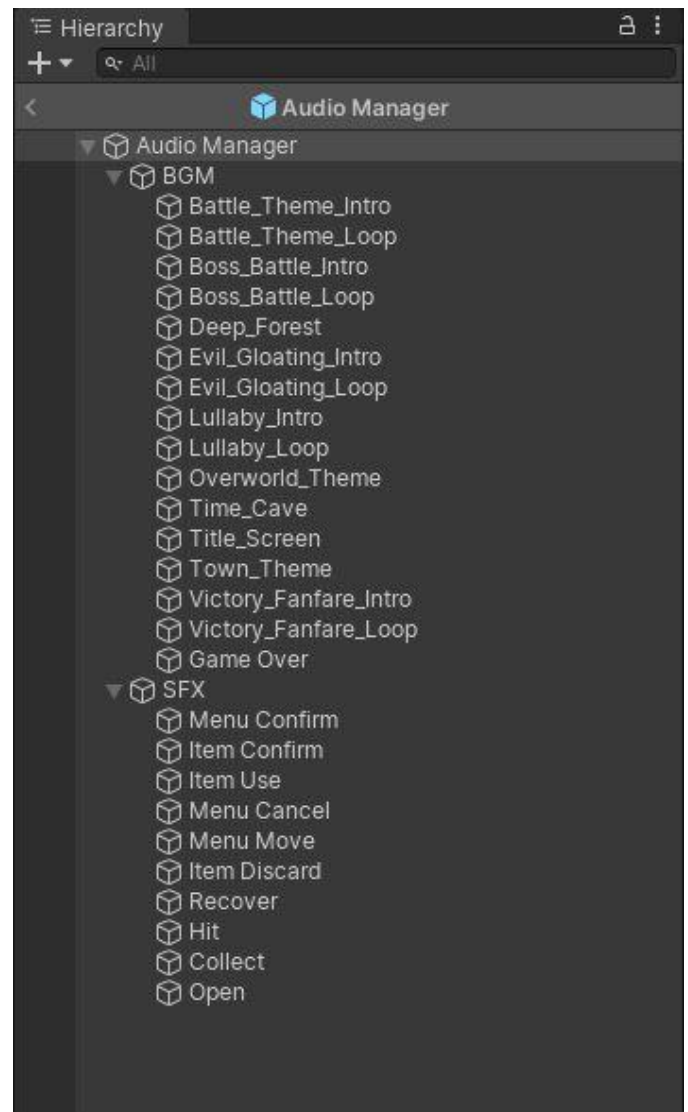 Hierarchy
All
Audio Manager
Audio Manager
BGM
Battle_Theme_Intro
Battle_Theme_Loop
Boss_Battle_Intro
Boss_Battle_Loop
Deep_Forest
Evil_Gloating_Intro
Evil_Gloating_Loop
Lullaby_Intro
Lullaby_Loop
Overworld_Theme
Time_Cave
Title_Screen
Town_Theme
Victory_Fanfare_Intro
Victory_Fanfare_Loop
Game Over
SFX
Menu Confirm
Item Confirm
Item Use
Menu Cancel
Menu Move
Item Discard
Recover
Hit
Collect
Open